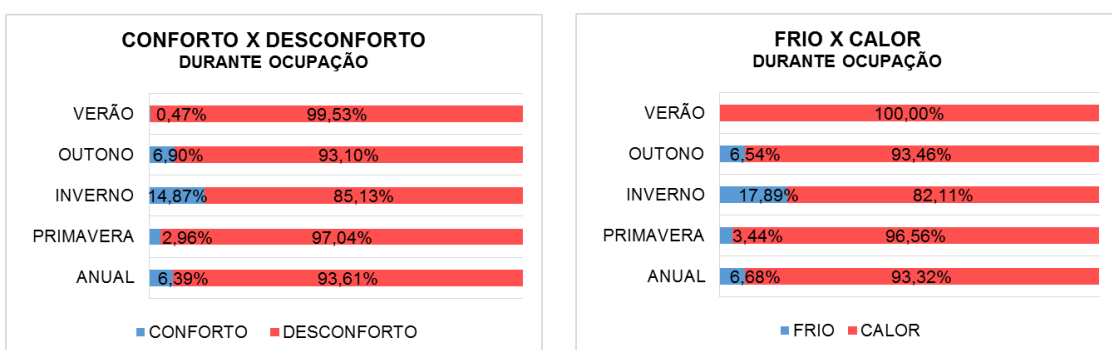 CONFORTO X DESCONFORTO
DURANTE OCUPAÇÃO
VERÃO 0,47% 99,53%
OUTONO 6,90% 93,10%
INVERNO 14,87% 85,13%
PRIMAVERA 2,96% 97,04%
ANUAL 6,39% 93,61%
CONFORTO DESCONFORTO
FRIO X CALOR
DURANTE OCUPAÇÃO
VERÃO 100,00%
OUTONO 6,54% 93,46%
INVERNO 17,89% 82,11%
PRIMAVERA 3,44% 96,56%
ANUAL 6,68% 93,32%
FRIO CALOR